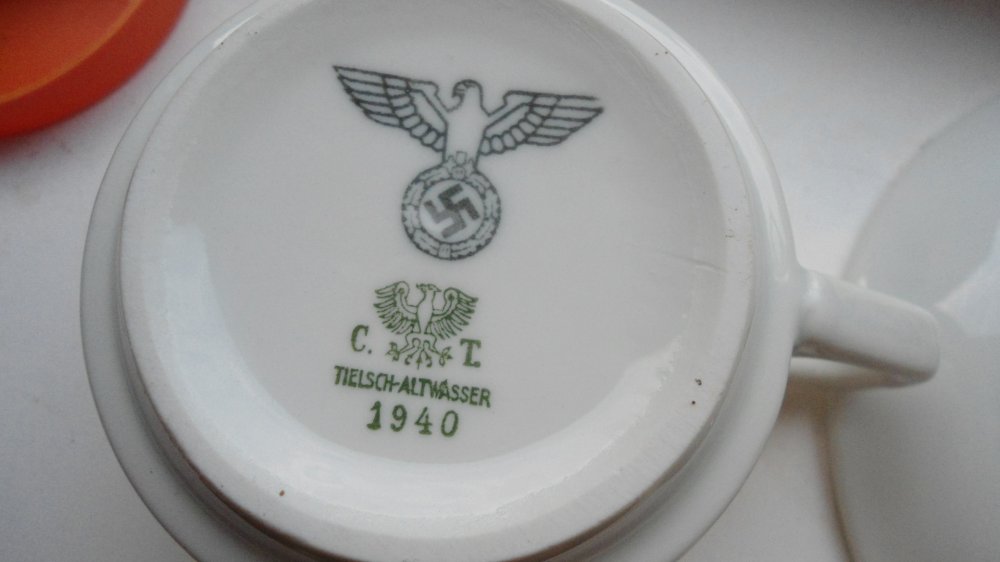 C. T.
TIELSCH-ALTWASSER
1940